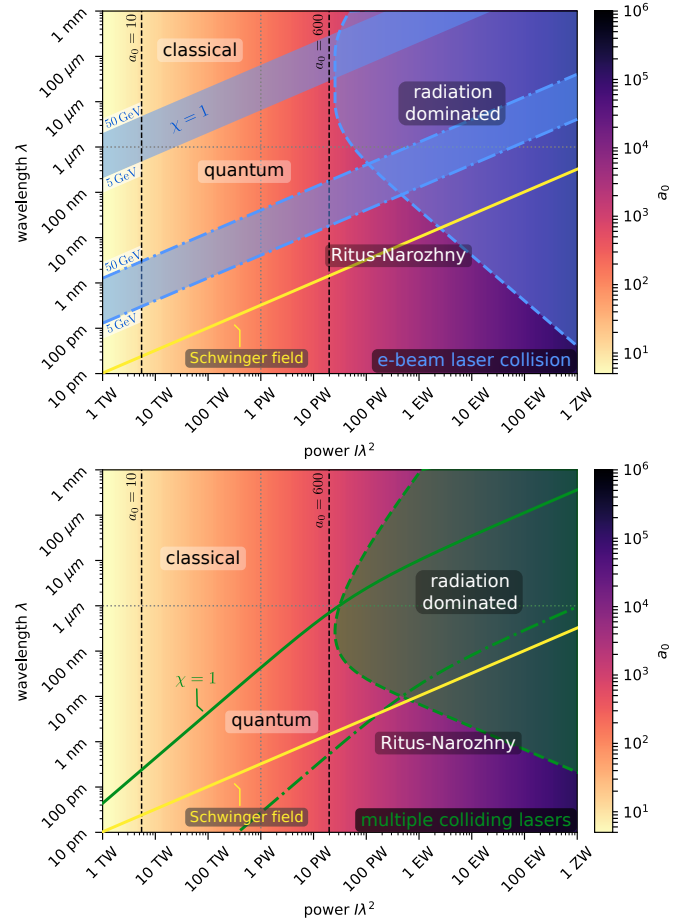 1 mm
100 μm
10 μm
1 μm
100 nm
10 nm
1 nm
100 pm
10 pm
wavelength λ
a₀ = 10
a₀ = 600
classical
50 GeV
χ = 1
5 GeV
radiation
dominated
quantum
50 GeV
Ritus-Narozhny
5 GeV
Schwinger field
e-beam laser collision
1 TW
10 TW
100 TW
1 PW
10 PW
100 PW
1 EW
10 EW
100 EW
1 ZW
power Iλ²
10⁶
10⁵
10⁴
10³
10²
10¹
a₀
1 mm
100 μm
10 μm
1 μm
100 nm
10 nm
1 nm
100 pm
10 pm
wavelength λ
a₀ = 10
a₀ = 600
classical
radiation
dominated
χ = 1
quantum
Ritus-Narozhny
Schwinger field
multiple colliding lasers
1 TW
10 TW
100 TW
1 PW
10 PW
100 PW
1 EW
10 EW
100 EW
1 ZW
power Iλ²
10⁶
10⁵
10⁴
10³
10²
10¹
a₀